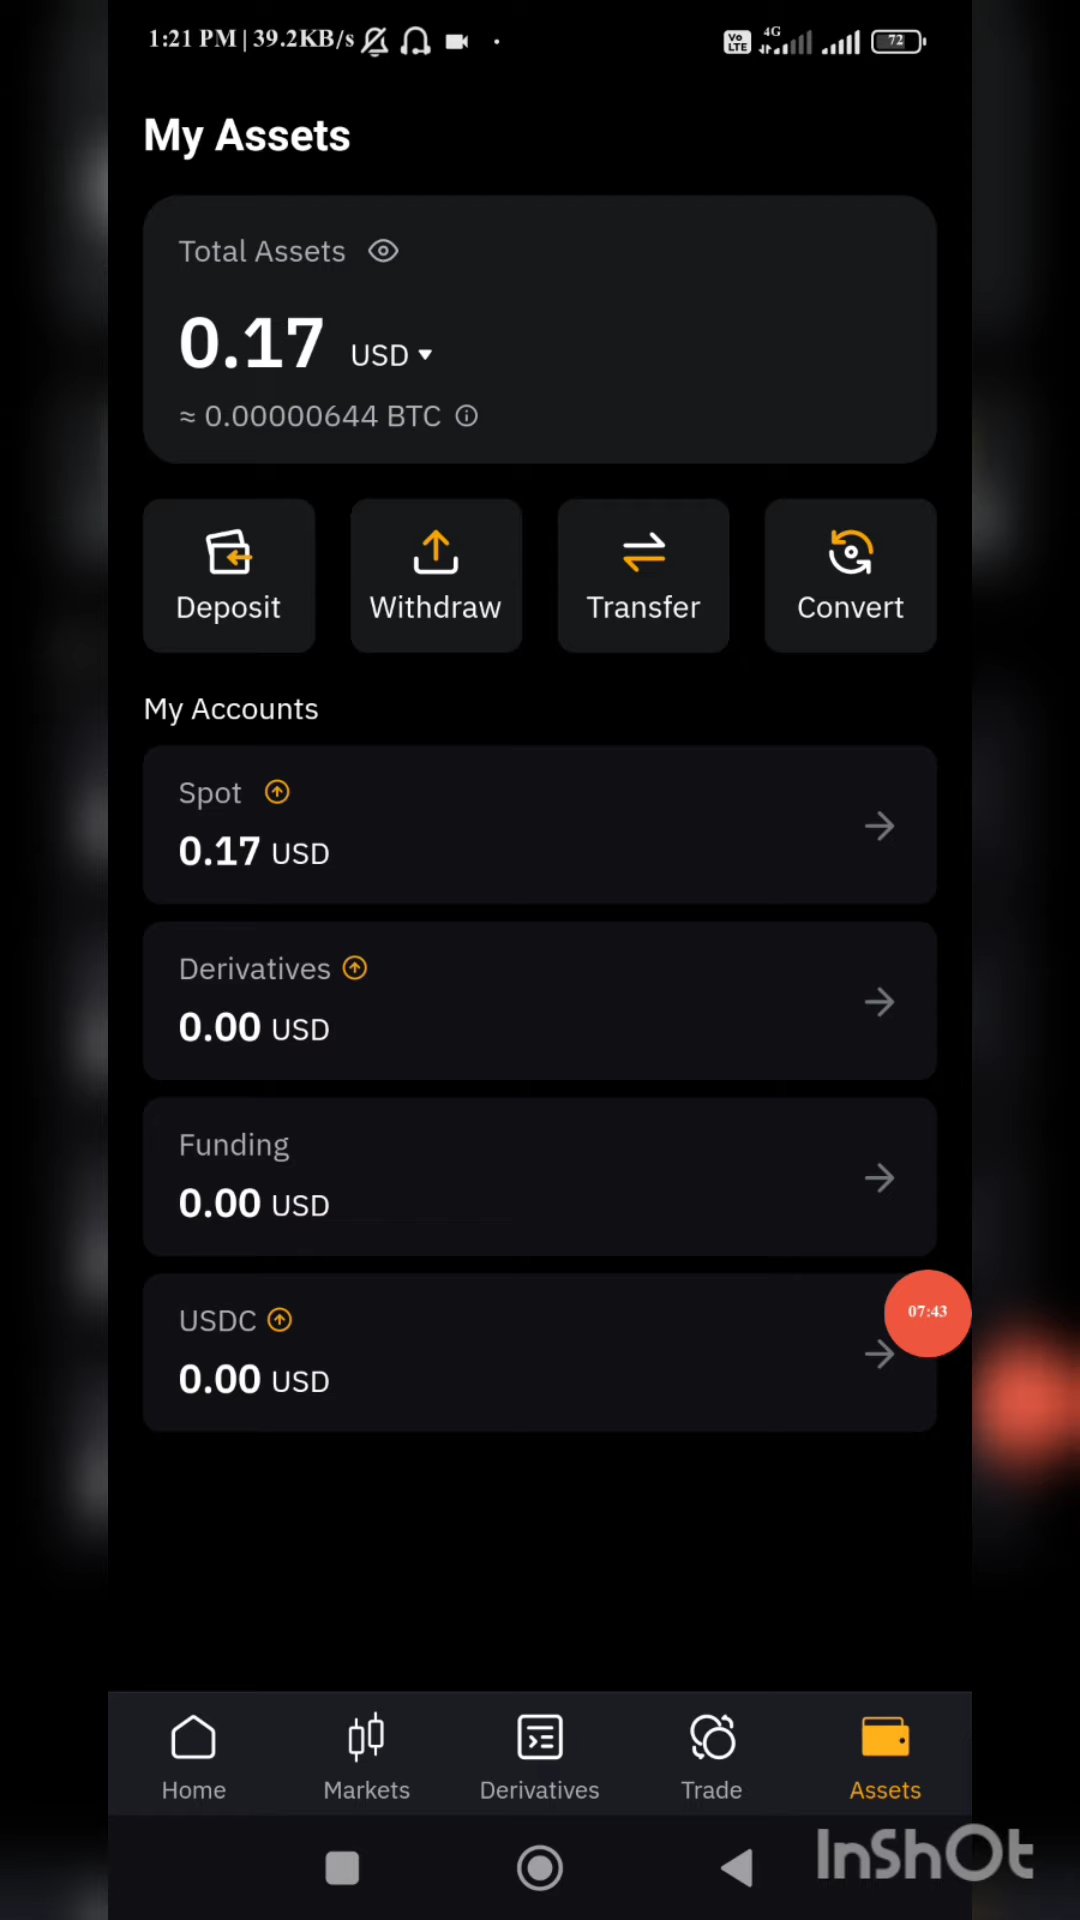 1:21 PM | 39.2KB/s Vo LTE 4G 72
My Assets
Total Assets
0.17 USD
≈ 0.00000644 BTC
Deposit Withdraw Transfer Convert
My Accounts
Spot
0.17 USD
Derivatives
0.00 USD
Funding
0.00 USD
USDC
0.00 USD
07:43
Home Markets Derivatives Trade Assets
InShOt